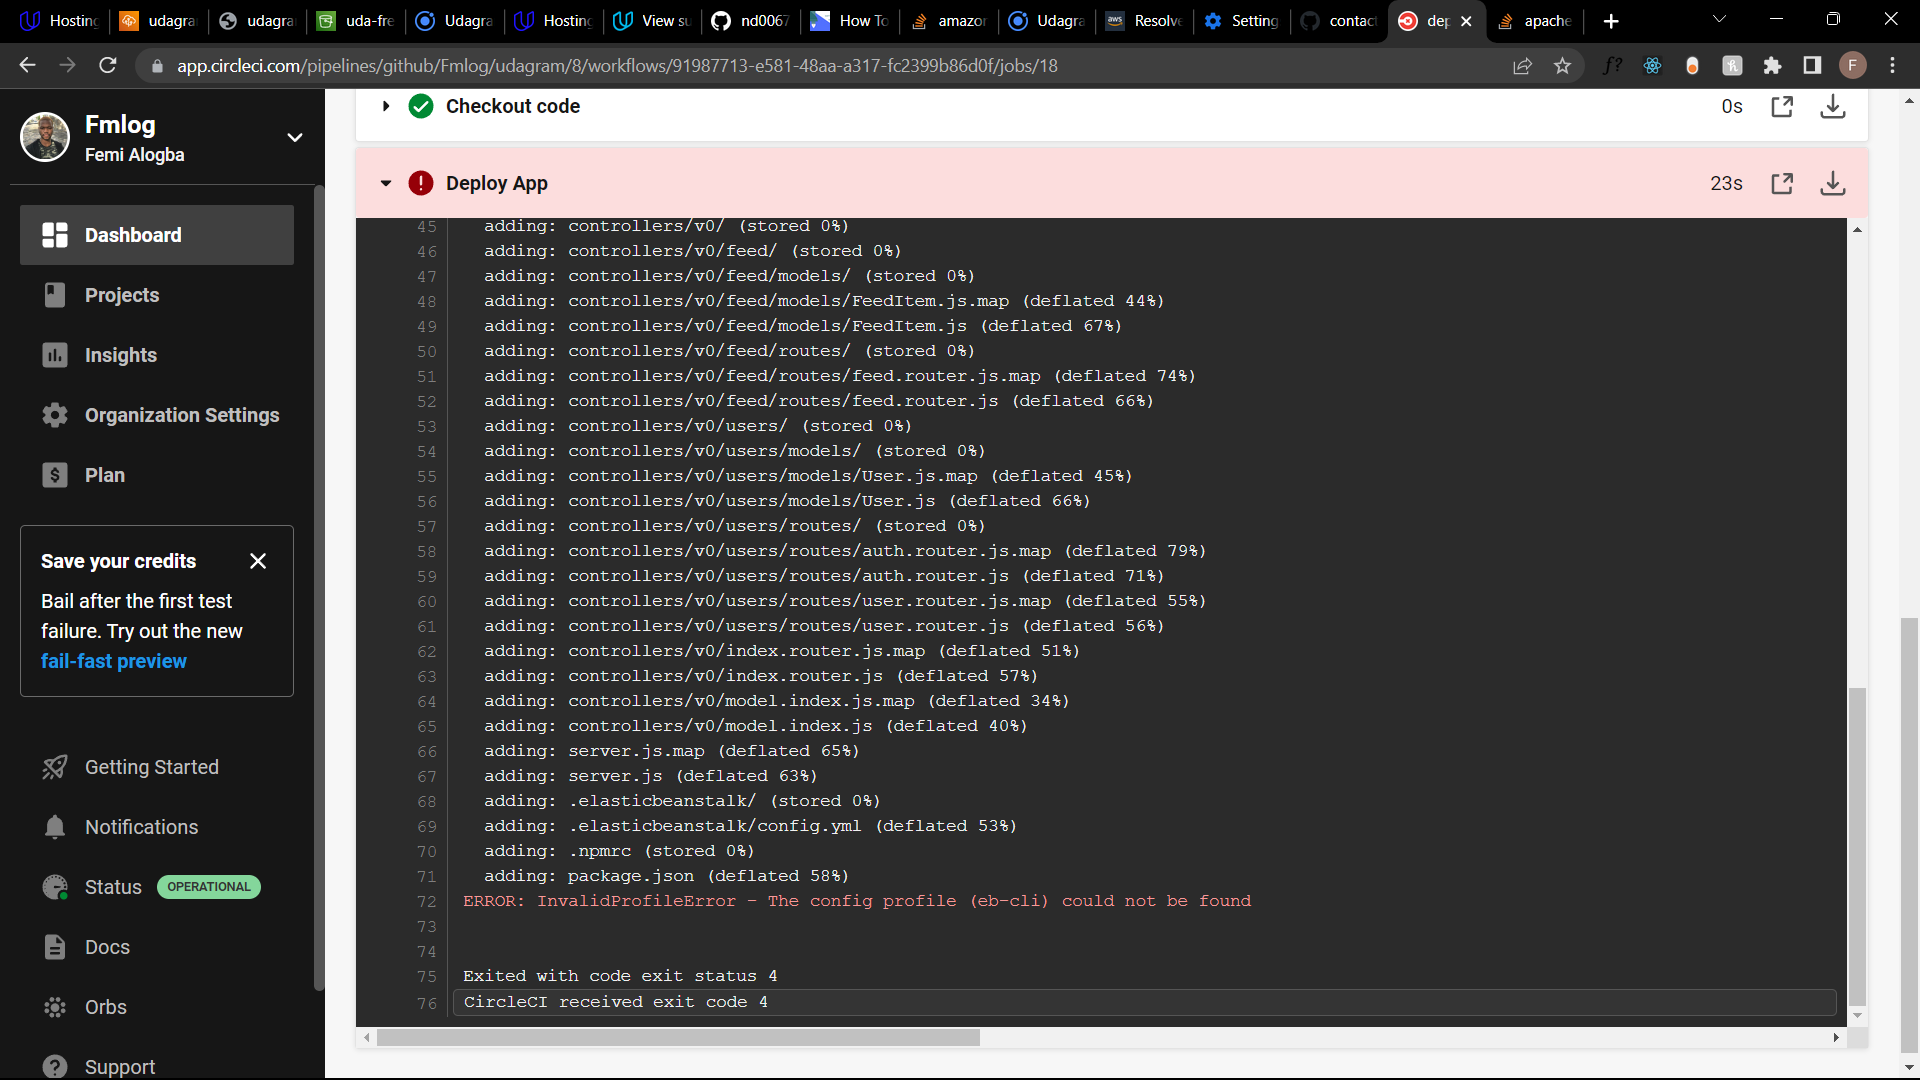 Hosting
udagra
udagra
uda-fre
Udagra
Hosting
View su
nd0067
How To
amazon
Udagra
Resolve
Setting
contact
dep
apache
app.circleci.com/pipelines/github/Fmlog/udagram/8/workflows/91987713-e581-48aa-a317-fc2399b86d0f/jobs/18
f?
F
Fmlog
Femi Alogba
Dashboard
Projects
Insights
Organization Settings
Plan
Save your credits
Bail after the first test
failure. Try out the new
fail-fast preview
Getting Started
Notifications
Status OPERATIONAL
Docs
Orbs
Support
Checkout code 0s
Deploy App 23s
45 adding: controllers/v0/ (stored 0%)
46 adding: controllers/v0/feed/ (stored 0%)
47 adding: controllers/v0/feed/models/ (stored 0%)
48 adding: controllers/v0/feed/models/FeedItem.js.map (deflated 44%)
49 adding: controllers/v0/feed/models/FeedItem.js (deflated 67%)
50 adding: controllers/v0/feed/routes/ (stored 0%)
51 adding: controllers/v0/feed/routes/feed.router.js.map (deflated 74%)
52 adding: controllers/v0/feed/routes/feed.router.js (deflated 66%)
53 adding: controllers/v0/users/ (stored 0%)
54 adding: controllers/v0/users/models/ (stored 0%)
55 adding: controllers/v0/users/models/User.js.map (deflated 45%)
56 adding: controllers/v0/users/models/User.js (deflated 66%)
57 adding: controllers/v0/users/routes/ (stored 0%)
58 adding: controllers/v0/users/routes/auth.router.js.map (deflated 79%)
59 adding: controllers/v0/users/routes/auth.router.js (deflated 71%)
60 adding: controllers/v0/users/routes/user.router.js.map (deflated 55%)
61 adding: controllers/v0/users/routes/user.router.js (deflated 56%)
62 adding: controllers/v0/index.router.js.map (deflated 51%)
63 adding: controllers/v0/index.router.js (deflated 57%)
64 adding: controllers/v0/model.index.js.map (deflated 34%)
65 adding: controllers/v0/model.index.js (deflated 40%)
66 adding: server.js.map (deflated 65%)
67 adding: server.js (deflated 63%)
68 adding: .elasticbeanstalk/ (stored 0%)
69 adding: .elasticbeanstalk/config.yml (deflated 53%)
70 adding: .npmrc (stored 0%)
71 adding: package.json (deflated 58%)
72 ERROR: InvalidProfileError - The config profile (eb-cli) could not be found
73
74
75 Exited with code exit status 4
76 CircleCI received exit code 4